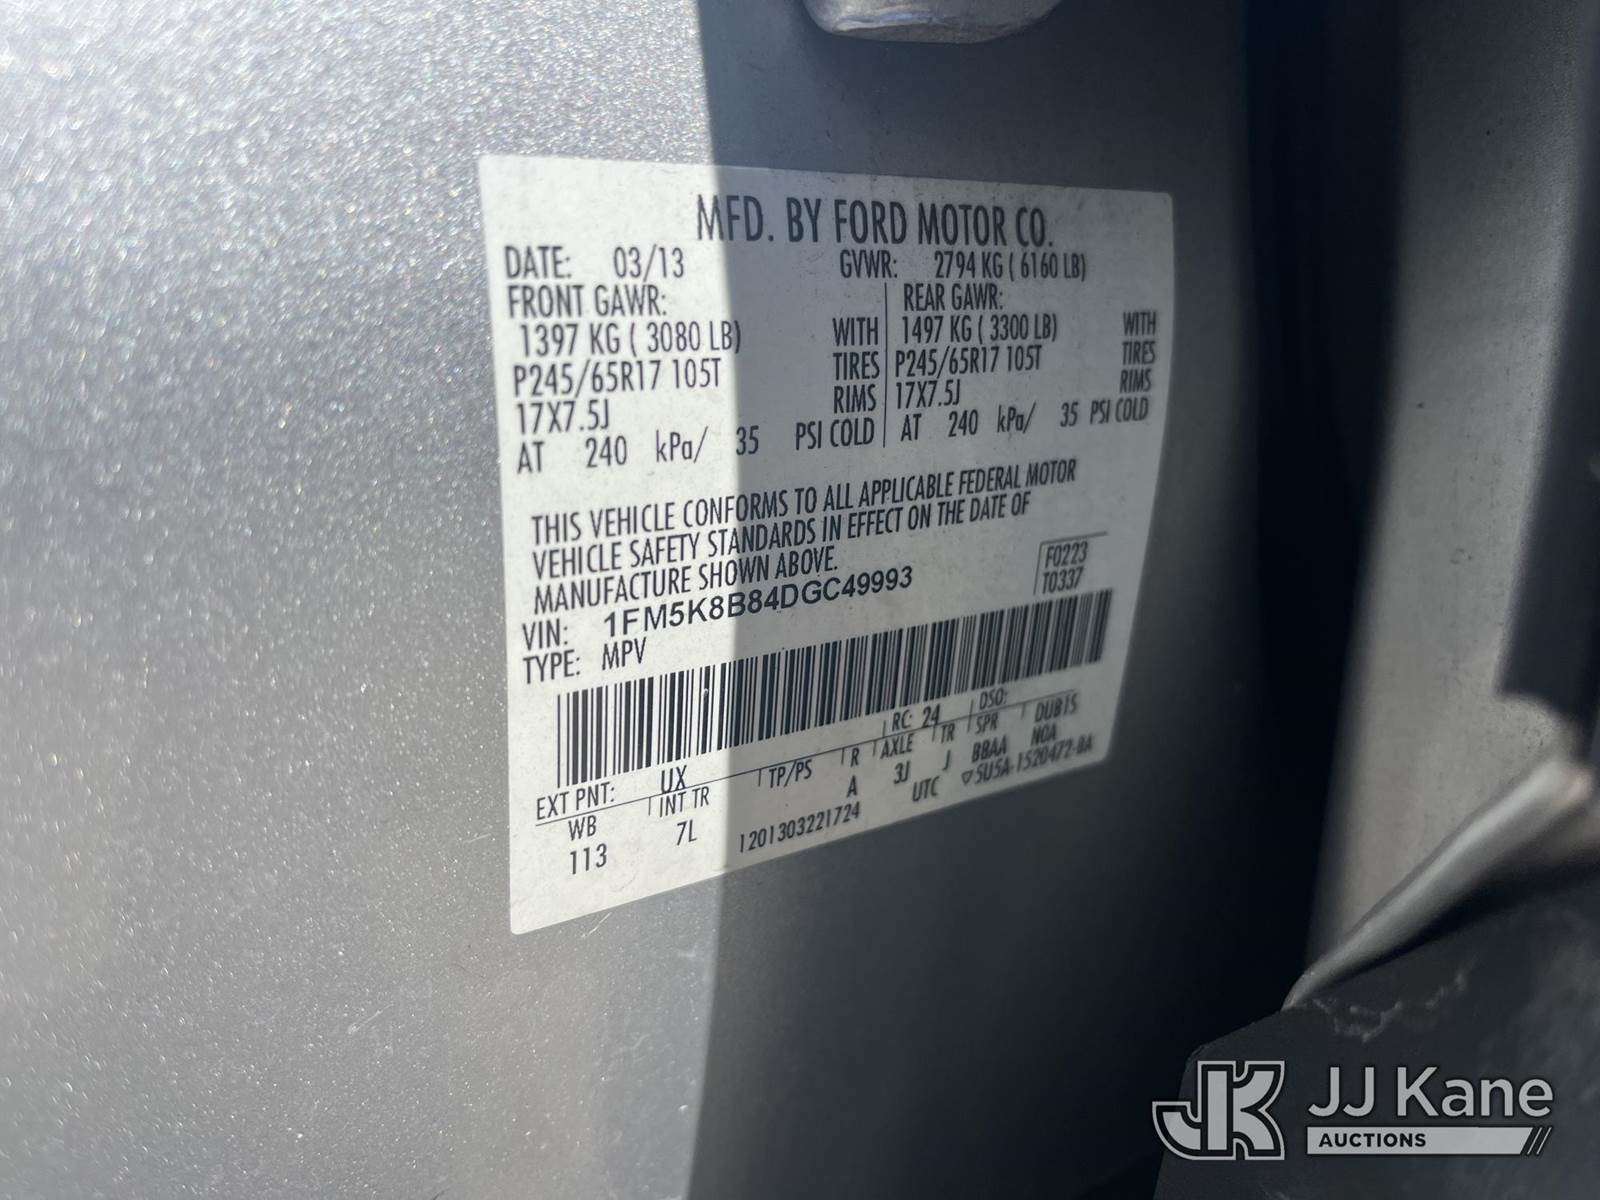 MFD. BY FORD MOTOR CO.
DATE: 03/13 GVWR: 2794 KG ( 6160 LB)
FRONT GAWR: REAR GAWR:
1397 KG ( 3080 LB) WITH 1497 KG ( 3300 LB) WITH
P245/65R17 105T TIRES P245/65R17 105T TIRES
17X7.5J RIMS 17X7.5J RIMS
AT 240 kPa/ 35 PSI COLD AT 240 kPa/ 35 PSI COLD
THIS VEHICLE CONFORMS TO ALL APPLICABLE FEDERAL MOTOR
VEHICLE SAFETY STANDARDS IN EFFECT ON THE DATE OF
MANUFACTURE SHOWN ABOVE.
F0223
T0337
VIN: 1FM5K8B84DGC49993
TYPE: MPV
EXT PNT: UX RC: 24 DSO:
WB INT TR TP/PS R AXLE TR SPR DUB15
113 7L A 3J J BBAA NOA
1201303221724 UTC ▽5U5A-1520472-BA
JK JJ Kane
AUCTIONS